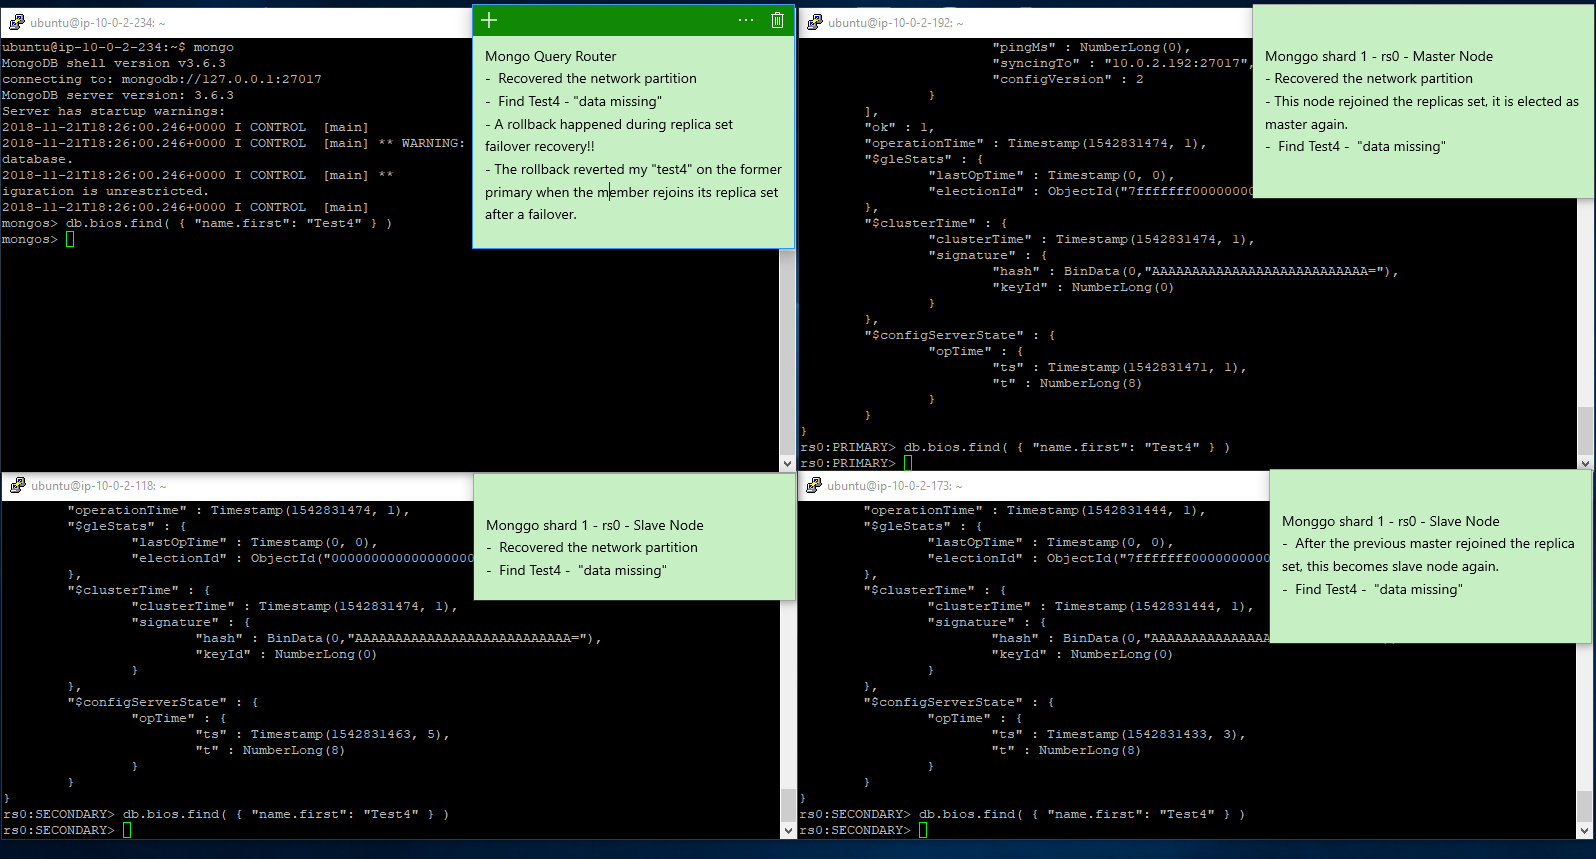 ubuntu@ip-10-0-2-234: ~
ubuntu@ip-10-0-2-234:~$ mongo
MongoDB shell version v3.6.3
connecting to: mongodb://127.0.0.1:27017
MongoDB server version: 3.6.3
Server has startup warnings:
2018-11-21T18:26:00.246+0000 I CONTROL  [main]
2018-11-21T18:26:00.246+0000 I CONTROL  [main] ** WARNING:
database.
2018-11-21T18:26:00.246+0000 I CONTROL  [main] **
iguration is unrestricted.
2018-11-21T18:26:00.246+0000 I CONTROL  [main]
mongos> db.bios.find( { "name.first": "Test4" } )
mongos>
Mongo Query Router
-  Recovered the network partition
-  Find Test4 - "data missing"
- A rollback happened during replica set
failover recovery!!
- The rollback reverted my "test4" on the former
primary when the member rejoins its replica set
after a failover.
ubuntu@ip-10-0-2-192: ~
"pingMs" : NumberLong(0),
"syncingTo" : "10.0.2.192:27017",
"configVersion" : 2
}
],
"ok" : 1,
"operationTime" : Timestamp(1542831474, 1),
"$gleStats" : {
"lastOpTime" : Timestamp(0, 0),
"electionId" : ObjectId("7fffffff00000000
},
"$clusterTime" : {
"clusterTime" : Timestamp(1542831474, 1),
"signature" : {
"hash" : BinData(0,"AAAAAAAAAAAAAAAAAAAAAAAAAAA="),
"keyId" : NumberLong(0)
}
},
"$configServerState" : {
"opTime" : {
"ts" : Timestamp(1542831471, 1),
"t" : NumberLong(8)
}
}
}
rs0:PRIMARY> db.bios.find( { "name.first": "Test4" } )
rs0:PRIMARY>
Monggo shard 1 - rs0 - Master Node
- Recovered the network partition
- This node rejoined the replicas set, it is elected as
master again.
-  Find Test4 -  "data missing"
ubuntu@ip-10-0-2-118: ~
"operationTime" : Timestamp(1542831474, 1),
"$gleStats" : {
"lastOpTime" : Timestamp(0, 0),
"electionId" : ObjectId("000000000000000000
},
"$clusterTime" : {
"clusterTime" : Timestamp(1542831474, 1),
"signature" : {
"hash" : BinData(0,"AAAAAAAAAAAAAAAAAAAAAAAAAAA="),
"keyId" : NumberLong(0)
}
},
"$configServerState" : {
"opTime" : {
"ts" : Timestamp(1542831463, 5),
"t" : NumberLong(8)
}
}
}
rs0:SECONDARY> db.bios.find( { "name.first": "Test4" } )
rs0:SECONDARY>
Monggo shard 1 - rs0 - Slave Node
-  Recovered the network partition
-  Find Test4 -  "data missing"
ubuntu@ip-10-0-2-173: ~
"operationTime" : Timestamp(1542831444, 1),
"$gleStats" : {
"lastOpTime" : Timestamp(0, 0),
"electionId" : ObjectId("7fffffff0000000000
},
"$clusterTime" : {
"clusterTime" : Timestamp(1542831444, 1),
"signature" : {
"hash" : BinData(0,"AAAAAAAAAAAAAAA
"keyId" : NumberLong(0)
}
},
"$configServerState" : {
"opTime" : {
"ts" : Timestamp(1542831433, 3),
"t" : NumberLong(8)
}
}
}
rs0:SECONDARY> db.bios.find( { "name.first": "Test4" } )
rs0:SECONDARY>
Monggo shard 1 - rs0 - Slave Node
-  After the previous master rejoined the replica
set, this becomes slave node again.
-  Find Test4 -  "data missing"